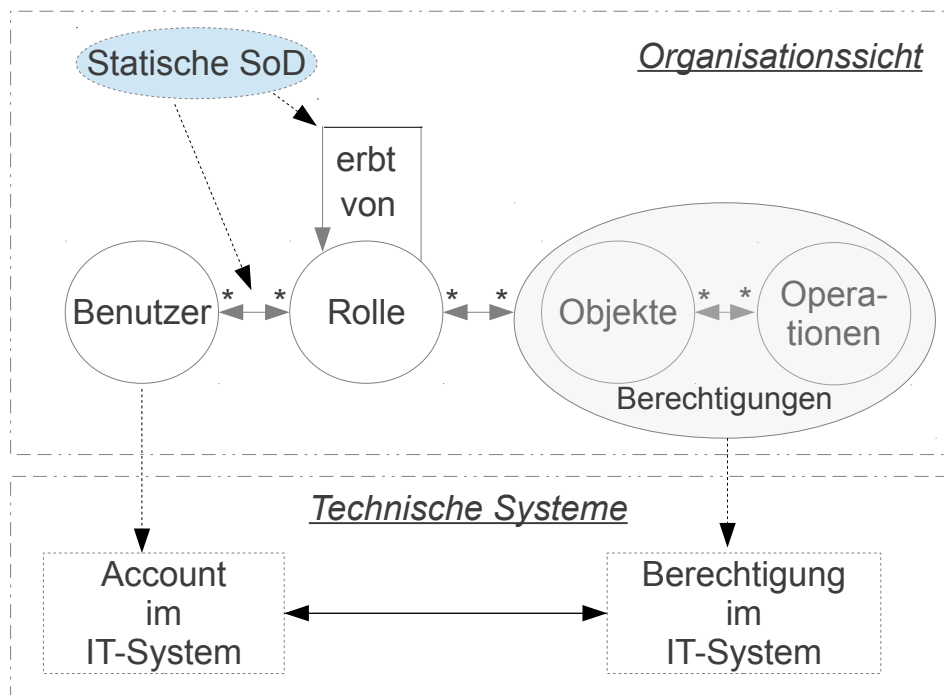 Statische SoD
Organisationssicht
erbt
von
Benutzer
* *
Rolle
* *
Objekte
* *
Opera-
tionen
Berechtigungen
Technische Systeme
Account
im
IT-System
Berechtigung
im
IT-System